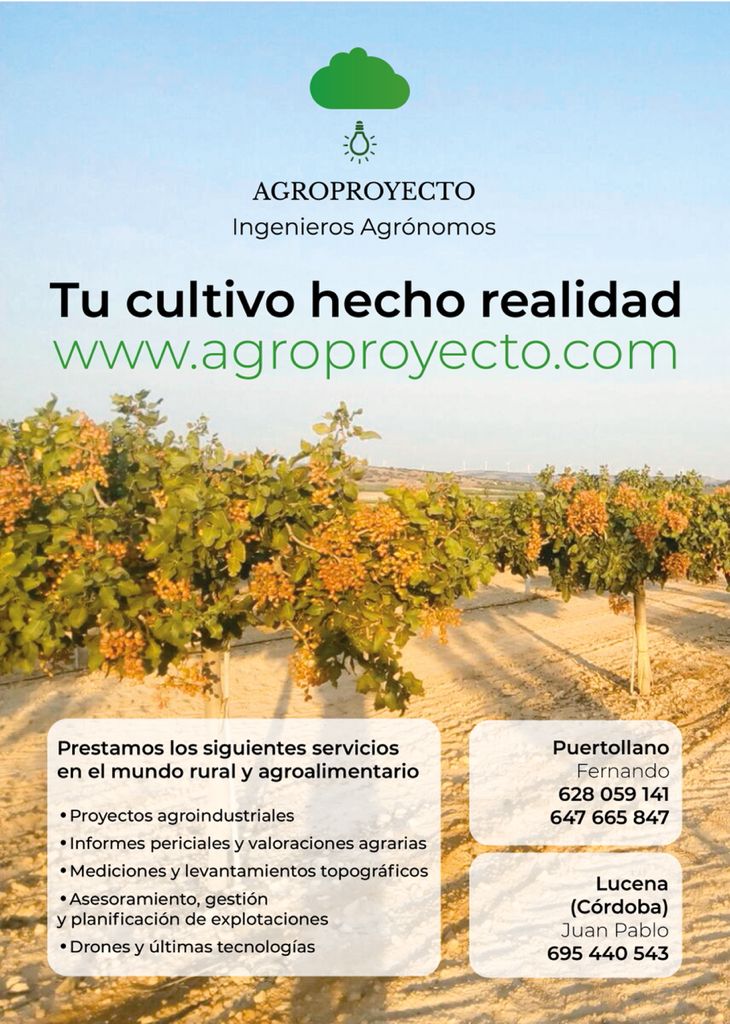 AGROPROYECTO
Ingenieros Agrónomos
Tu cultivo hecho realidad
www.agroproyecto.com
Prestamos los siguientes servicios
en el mundo rural y agroalimentario
•Proyectos agroindustriales
•Informes periciales y valoraciones agrarias
•Mediciones y levantamientos topográficos
•Asesoramiento, gestión
y planificación de explotaciones
•Drones y últimas tecnologías
Puertollano
Fernando
628 059 141
647 665 847
Lucena
(Córdoba)
Juan Pablo
695 440 543